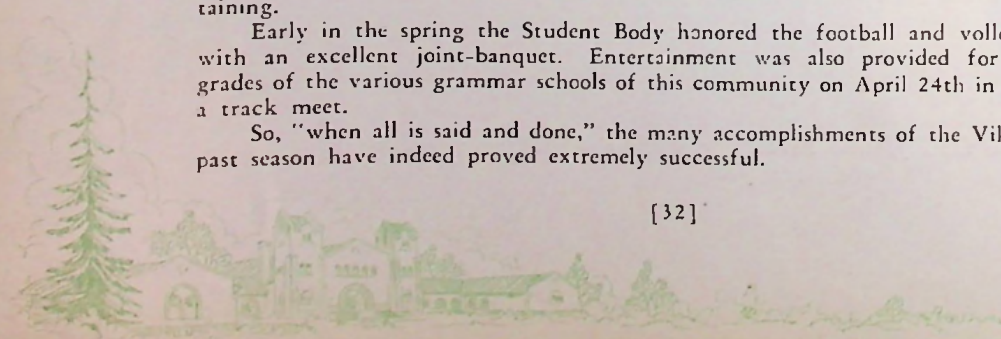 taining.
Early in the spring the Student Body honored the football and
with an excellent joint-banquet. Entertainment was also provided for
grades of the various grammar schools of this community on April 24th in
a track meet.
So, "when all is said and done," the many accomplishments of the
past season have indeed proved extremely successful.
[32]